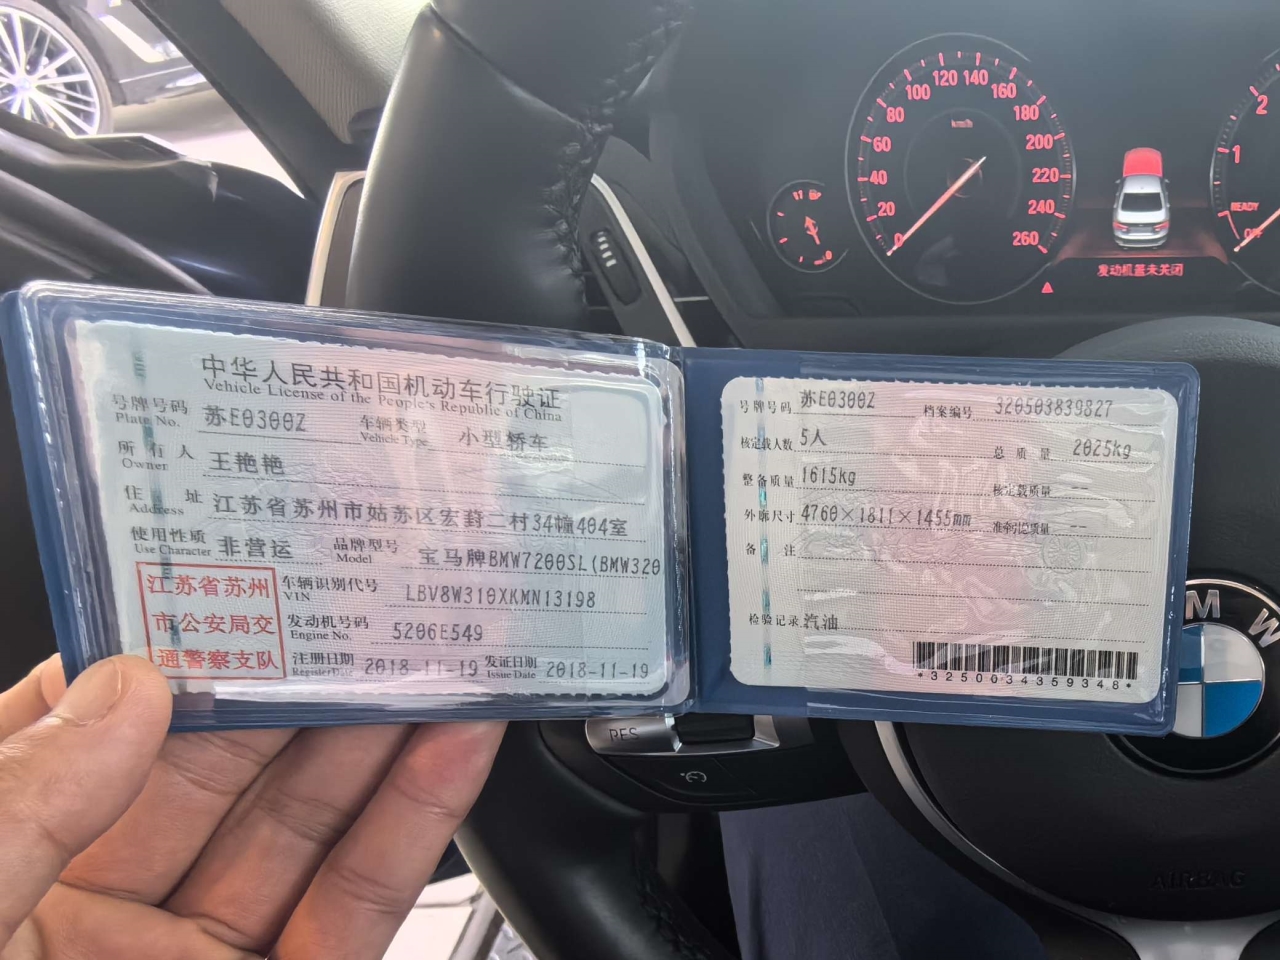 120 140
100 160
80 180
60 200
40 220
20 240
0 260
km/h
2
1
READY
OFF
发动机盖未关闭
中华人民共和国机动车行驶证
Vehicle License of the People's Republic of China
号牌号码 苏E0300Z 车辆类型 小型轿车
Plate No. Vehicle Type
所有人 王艳艳
Owner
住址 江苏省苏州市姑苏区宏葑二村34幢404室
Address
使用性质 非营运 品牌型号 宝马牌BMW7200SL(BMW320
Use Character Model
江苏省苏州
市公安局交
通警察支队
车辆识别代号 LBV8W310XKMN13198
VIN
发动机号码 5206E549
Engine No.
注册日期 2018-11-19 发证日期 2018-11-19
Register Date Issue Date
号牌号码 苏E0300Z 档案编号 320503839827
核定载人数 5人 总质量 2025kg
整备质量 1615kg 核定载质量 --
外廓尺寸 4760×1811×1455mm 准牵引总质量 --
备注
检验记录 汽油
*3250034359348*
RES
BMW
AIRBAG